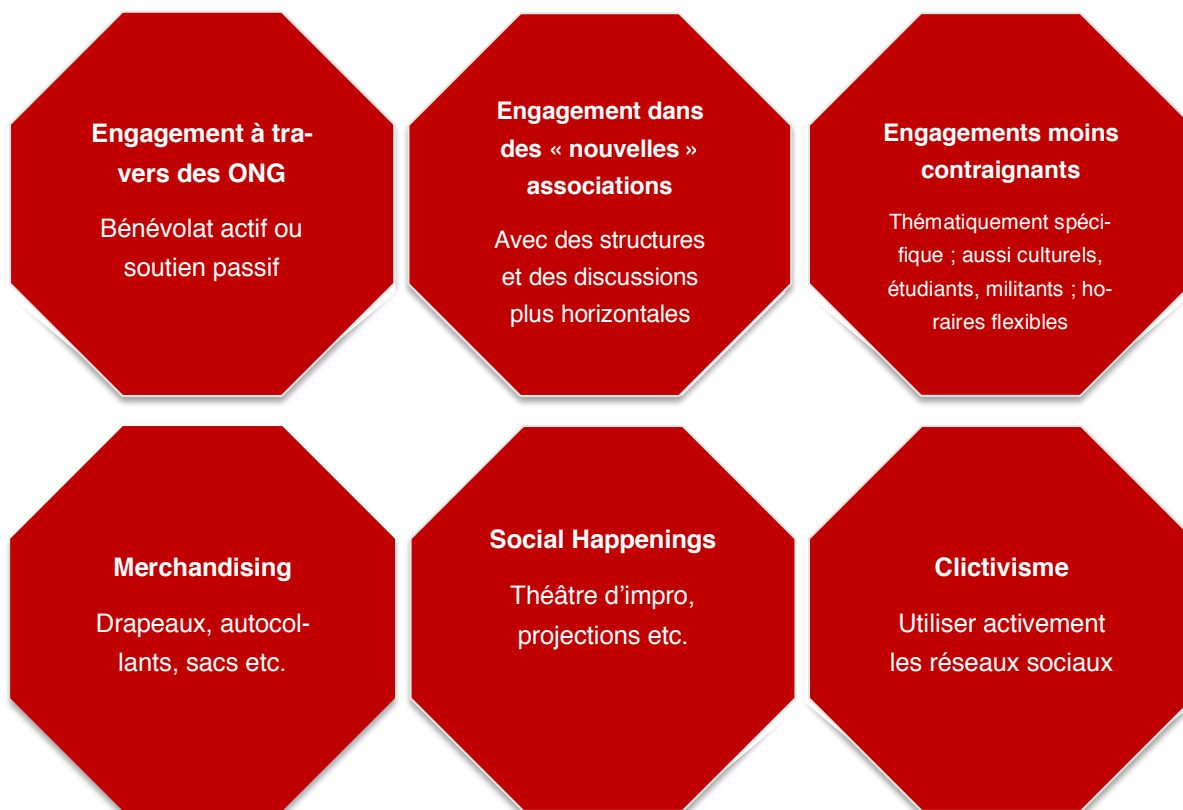 Engagement à tra-
vers des ONG
Bénévolat actif ou
soutien passif
Engagement dans
des « nouvelles »
associations
Avec des structures
et des discussions
plus horizontales
Engagements moins
contraignants
Thématiquement spéci-
fique ; aussi culturels,
étudiants, militants ; ho-
raires flexibles
Merchandising
Drapeaux, autocol-
lants, sacs etc.
Social Happenings
Théâtre d’impro,
projections etc.
Clictivisme
Utiliser activement
les réseaux sociaux